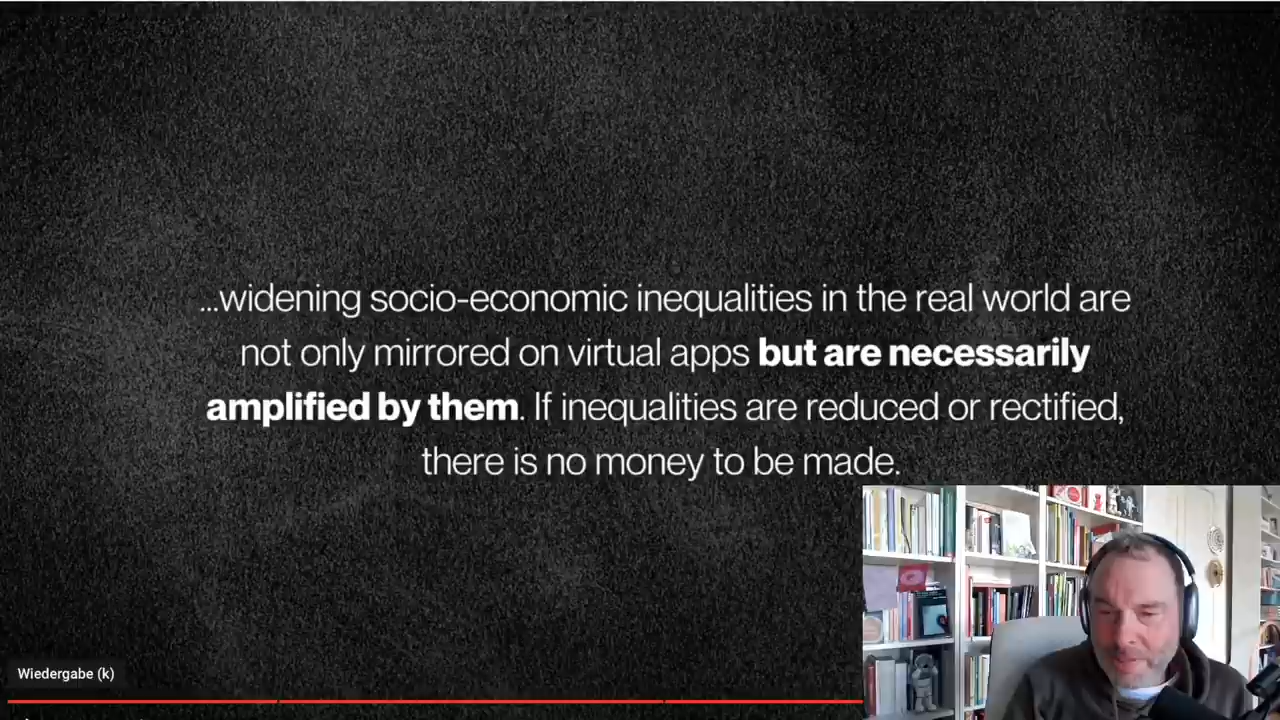 ...widening socio-economic inequalities in the real world are
not only mirrored on virtual apps but are necessarily
amplified by them. If inequalities are reduced or rectified,
there is no money to be made.
Wiedergabe (k)